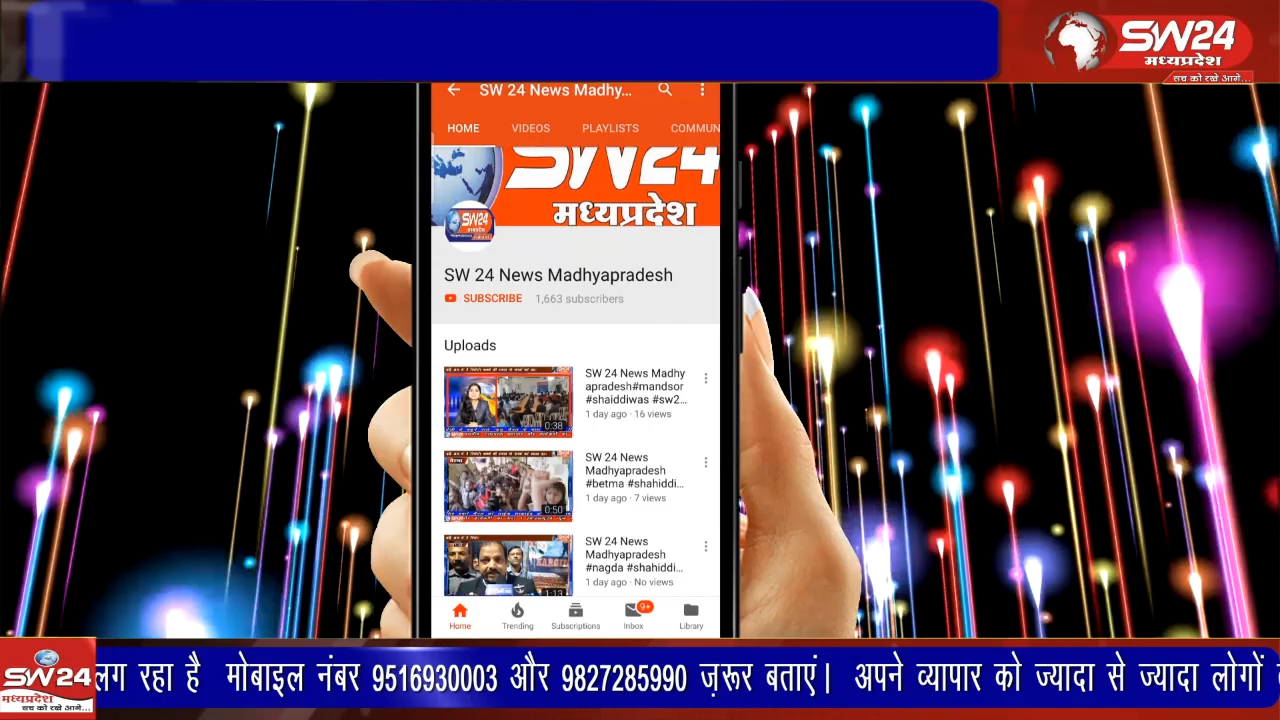 SW24
मध्यप्रदेश
सच को रखे आगे...
SW 24 News Madhy...
HOME VIDEOS PLAYLISTS COMMUN
SW24
मध्यप्रदेश
SW24
SW 24 News Madhyapradesh
SUBSCRIBE 1,663 subscribers
Uploads
SW 24 News Madhy
apradesh#mandsor
#shaiddiwas #sw2...
1 day ago · 16 views
0:38
SW 24 News
Madhyapradesh
#betma #shahiddi...
1 day ago · 7 views
0:50
SW 24 News
Madhyapradesh
#nagda #shahiddi...
1 day ago · No views
1:13
9+
Home Trending Subscriptions Inbox Library
SW24
मध्यप्रदेश
सच को रखे आगे...
लग रहा है मोबाइल नंबर 9516930003 और 9827285990 ज़रूर बताएं। अपने व्यापार को ज्यादा से ज्यादा लोगों